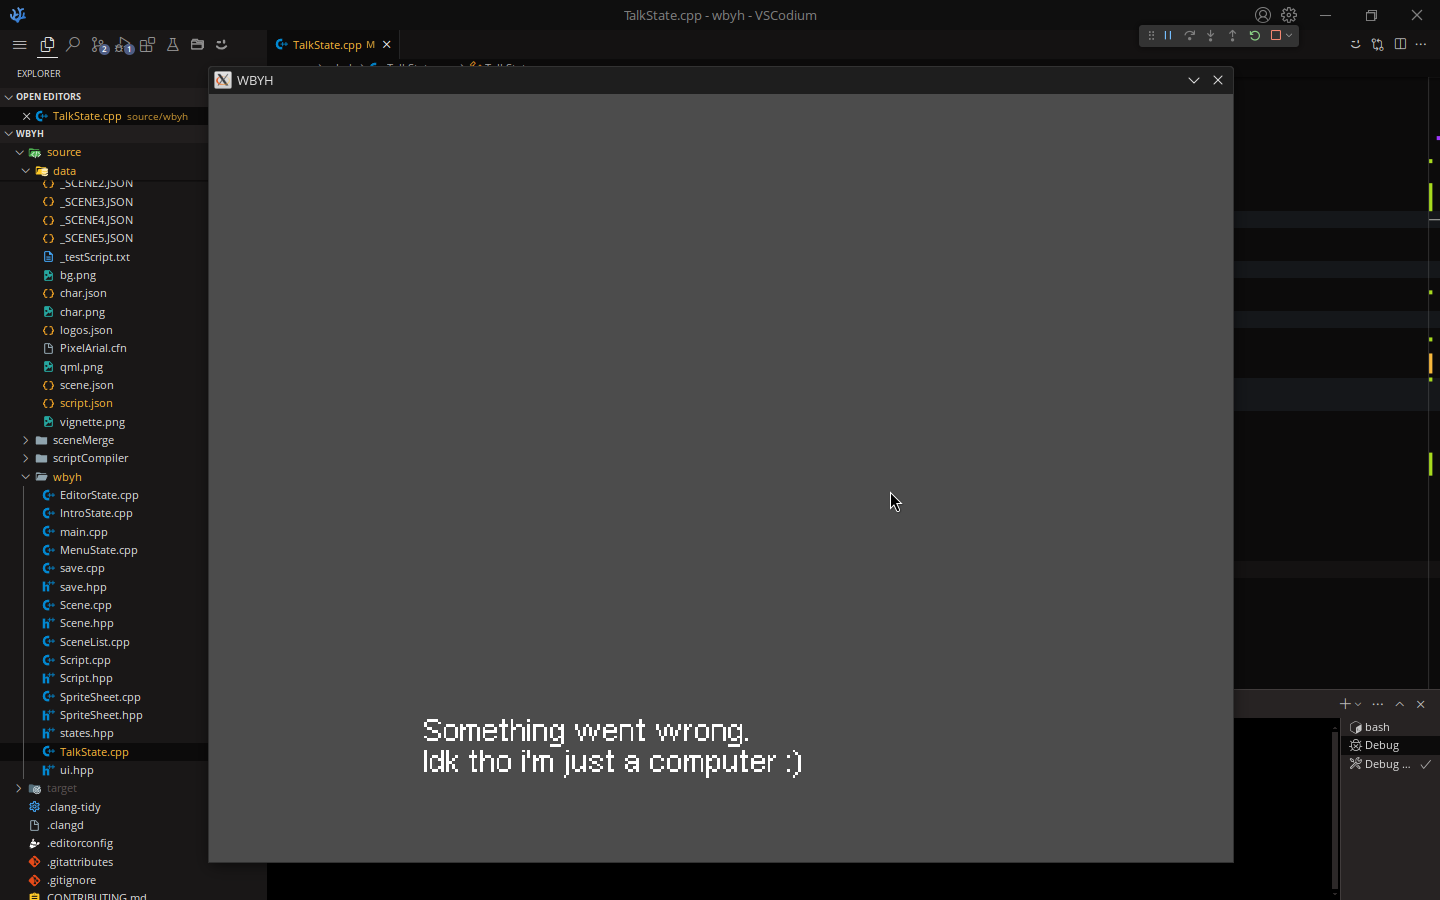 TalkState.cpp - wbyh - VSCodium
TalkState.cpp M
EXPLORER
OPEN EDITORS
TalkState.cpp source/wbyh
WBYH
source
data
_SCENE2.JSON
_SCENE3.JSON
_SCENE4.JSON
_SCENE5.JSON
_testScript.txt
bg.png
char.json
char.png
logos.json
PixelArial.cfn
qml.png
scene.json
script.json
vignette.png
sceneMerge
scriptCompiler
wbyh
EditorState.cpp
IntroState.cpp
main.cpp
MenuState.cpp
save.cpp
save.hpp
Scene.cpp
Scene.hpp
SceneList.cpp
Script.cpp
Script.hpp
SpriteSheet.cpp
SpriteSheet.hpp
states.hpp
TalkState.cpp
ui.hpp
target
.clang-tidy
.clangd
.editorconfig
.gitattributes
.gitignore
CONTRIBUTING.md
2
1
WBYH
Something went wrong.
Idk tho i'm just a computer :)
bash
Debug
Debug ...